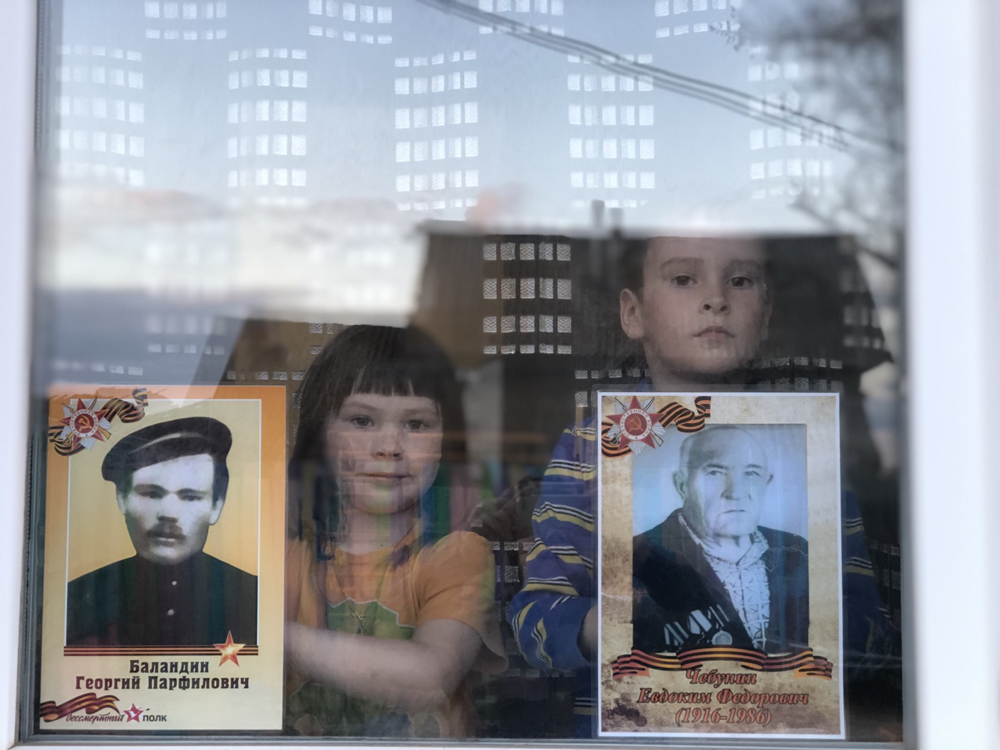 Баландин
Георгий Парфилович
бессмертный ПОЛК
Чебунин
Евдоким Федорович
(1916-1986)